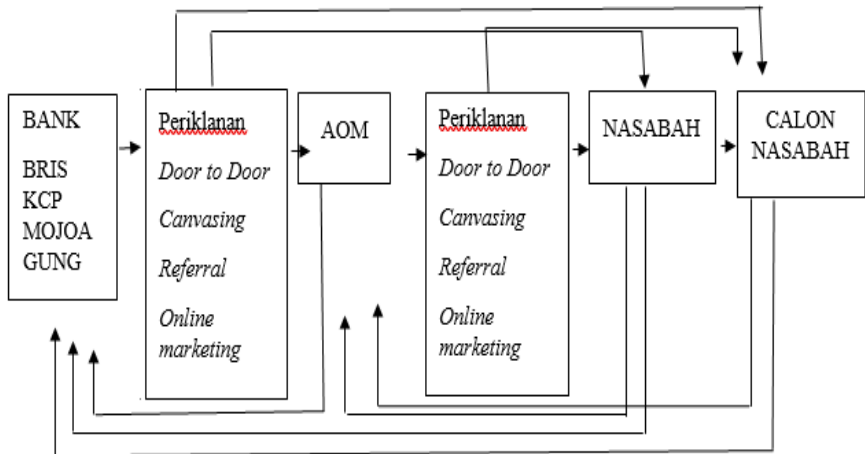 BANK
BRIS
KCP
MOJOA
GUNG
Periklanan
Door to Door
Canvasing
Referral
Online
marketing
AOM
Periklanan
Door to Door
Canvasing
Referral
Online
marketing
NASABAH
CALON
NASABAH